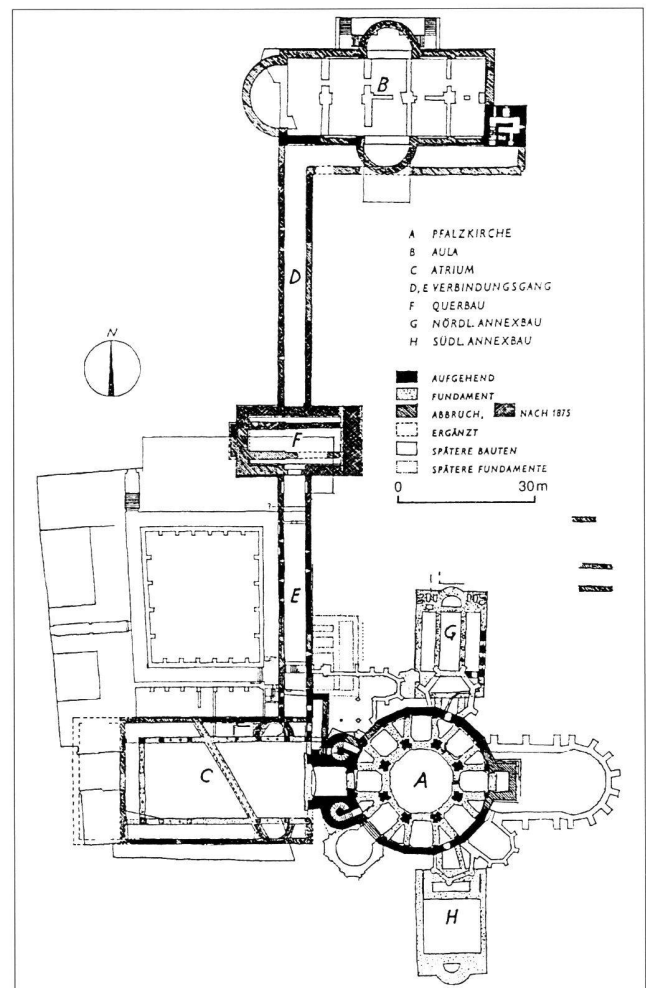 B
A PFALZKIRCHE
B AULA
C ATRIUM
D, E VERBINDUNGSGANG
F QUERBAU
G NÖRDL. ANNEXBAU
H SÜDL. ANNEXBAU
D
N
AUFGEHEND
FUNDAMENT
ABBRUCH, NACH 1875
ERGÄNZT
SPÄTERE BAUTEN
SPÄTERE FUNDAMENTE
0 30m
F
E
G
C
A
H